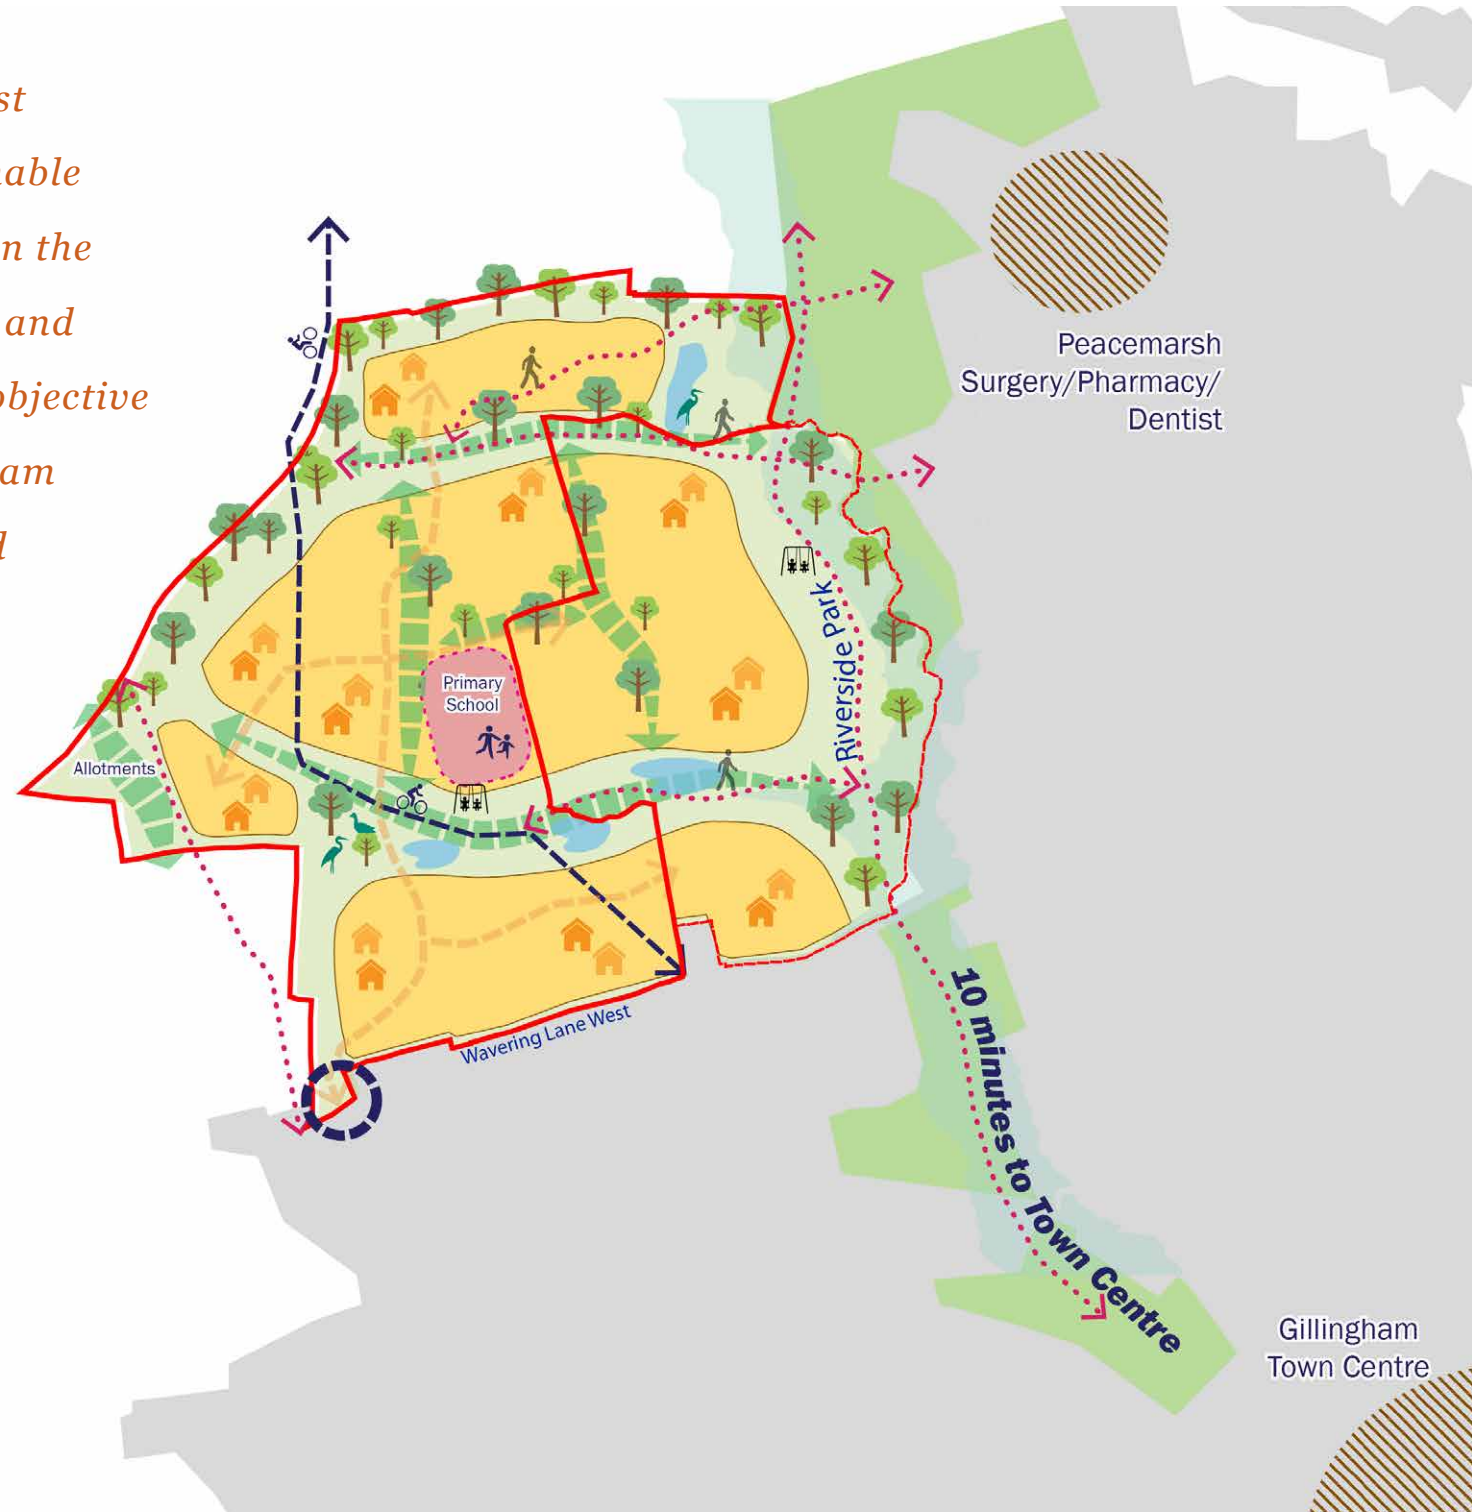 st
able
n the
and
objective
am
d
Peacemarsh
Surgery/Pharmacy/
Dentist
Primary
School
Riverside Park
Allotments
Wavering Lane West
10 minutes to Town Centre
Gillingham
Town Centre